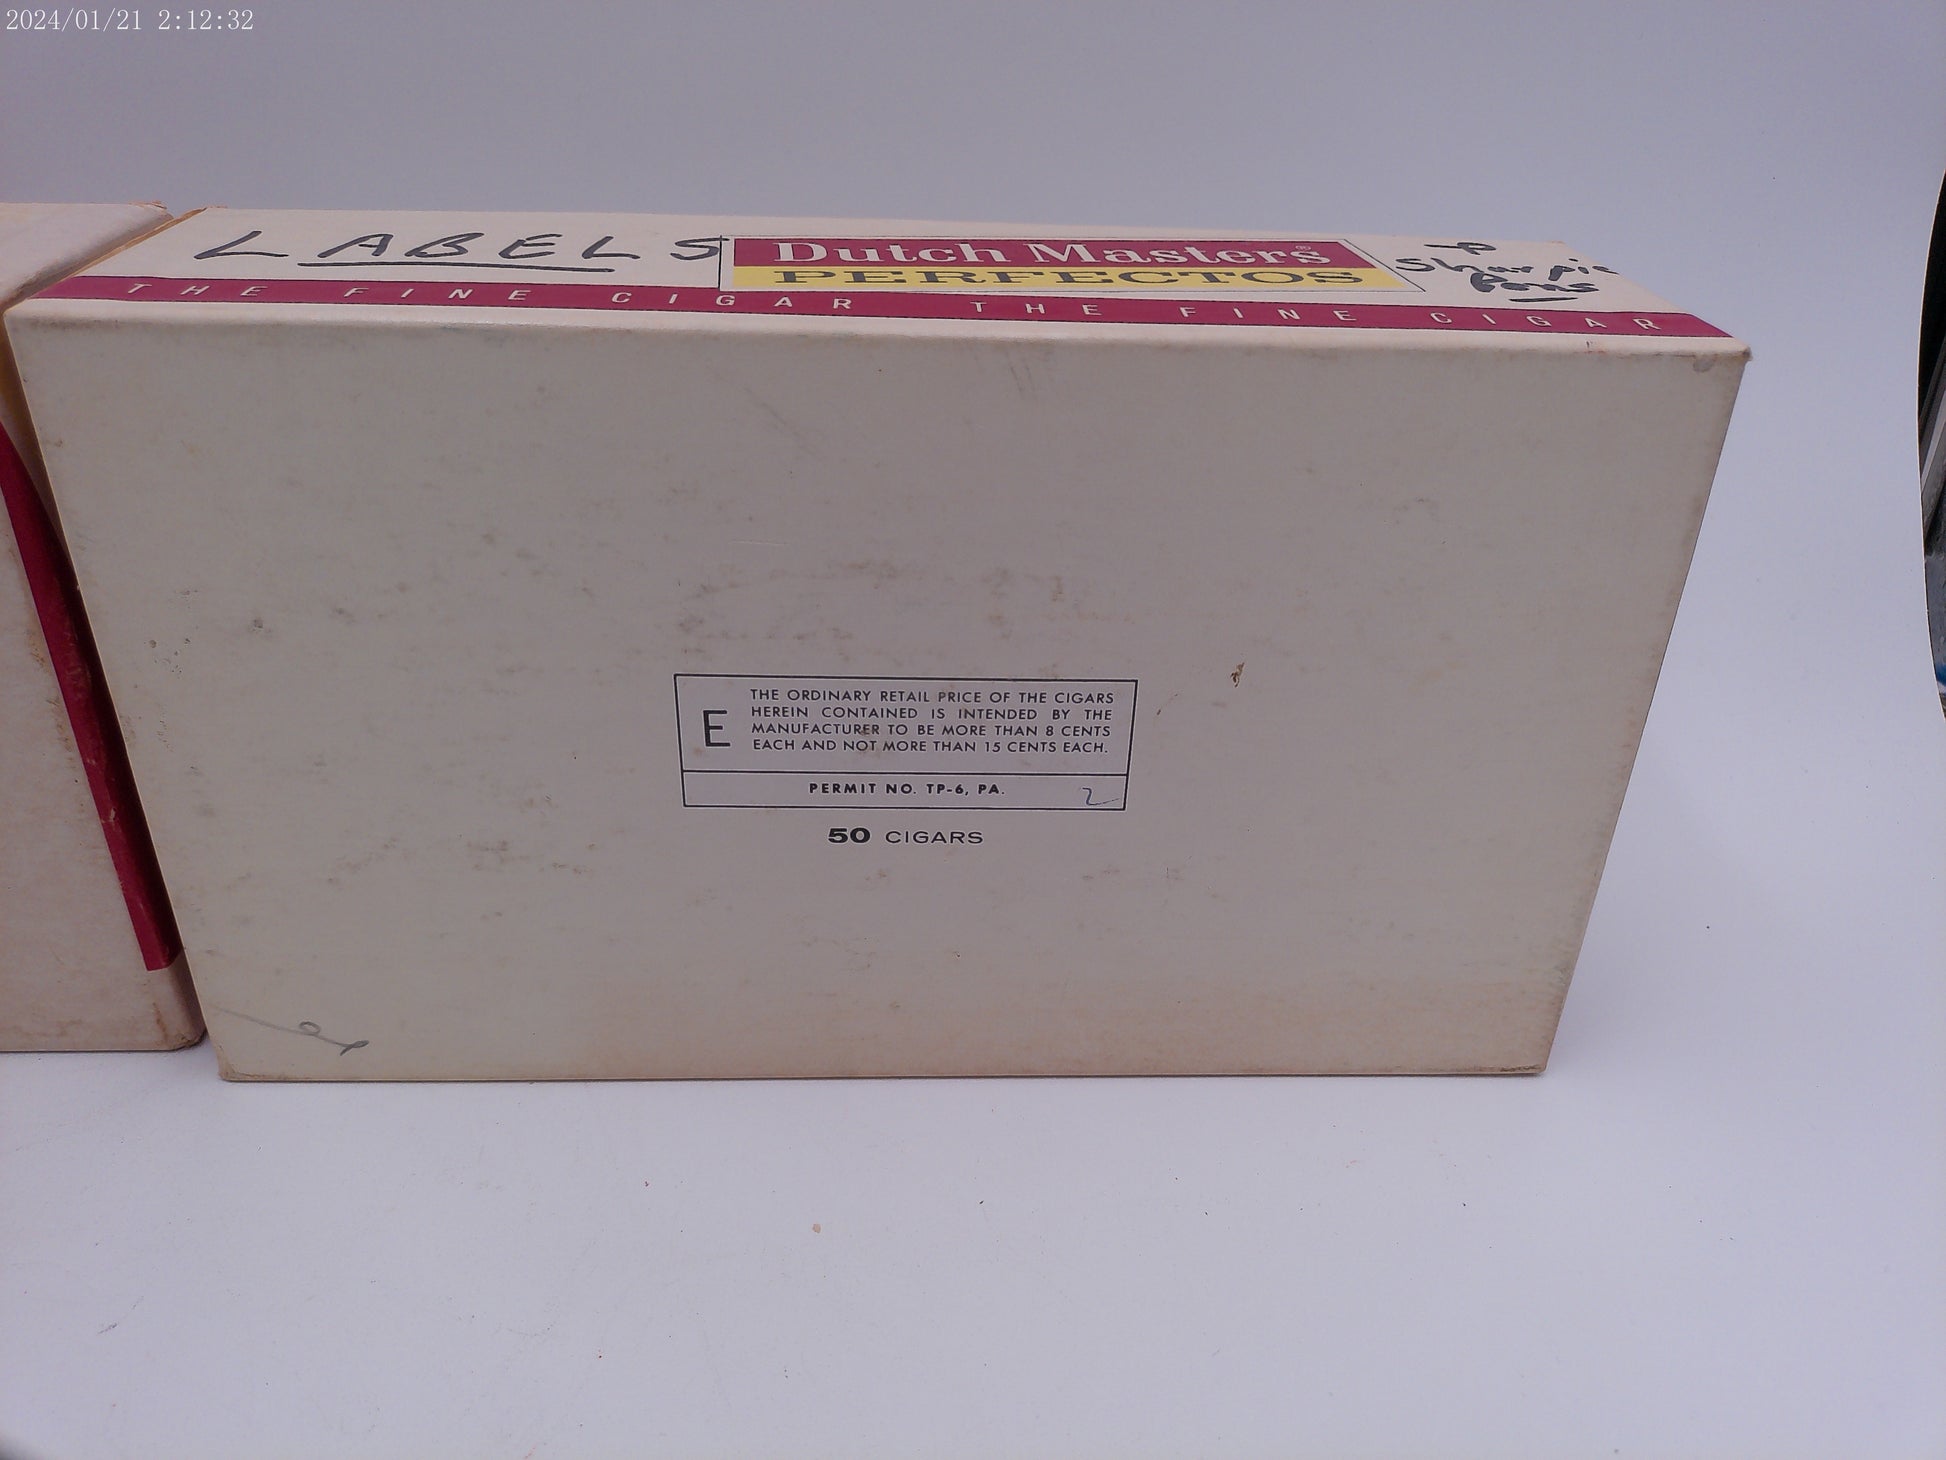 2024/01/21 2:12:32
LABELS
Dutch Masters®
PERFECTOS
Sharpie
Pens
THE FINE CIGAR THE FINE CIGAR
E
THE ORDINARY RETAIL PRICE OF THE CIGARS
HEREIN CONTAINED IS INTENDED BY THE
MANUFACTURER TO BE MORE THAN 8 CENTS
EACH AND NOT MORE THAN 15 CENTS EACH.
PERMIT NO. TP-6, PA.
2
50 CIGARS